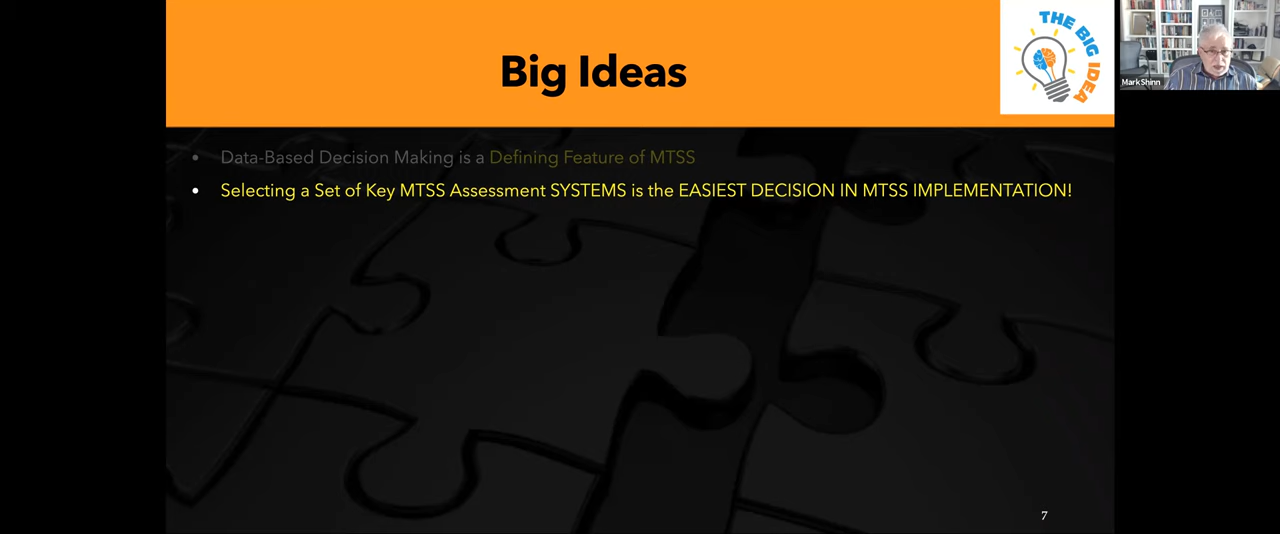 Big Ideas
THE BIG IDEA
Mark Shinn
• Data-Based Decision Making is a Defining Feature of MTSS
• Selecting a Set of Key MTSS Assessment SYSTEMS is the EASIEST DECISION IN MTSS IMPLEMENTATION!
7